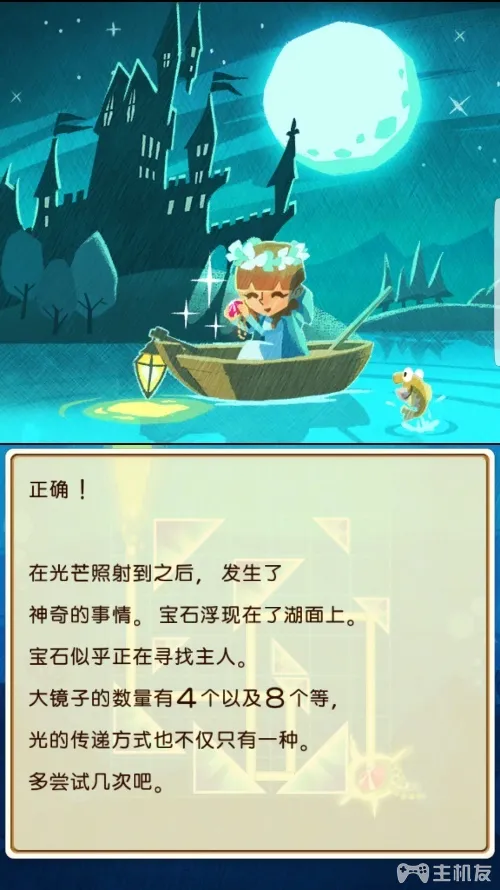 正确！
在光芒照射到之后， 发生了
神奇的事情。 宝石浮现在了湖面上。
宝石似乎正在寻找主人。
大镜子的数量有4个以及8个等，
光的传递方式也不仅只有一种。
多尝试几次吧。
主机友